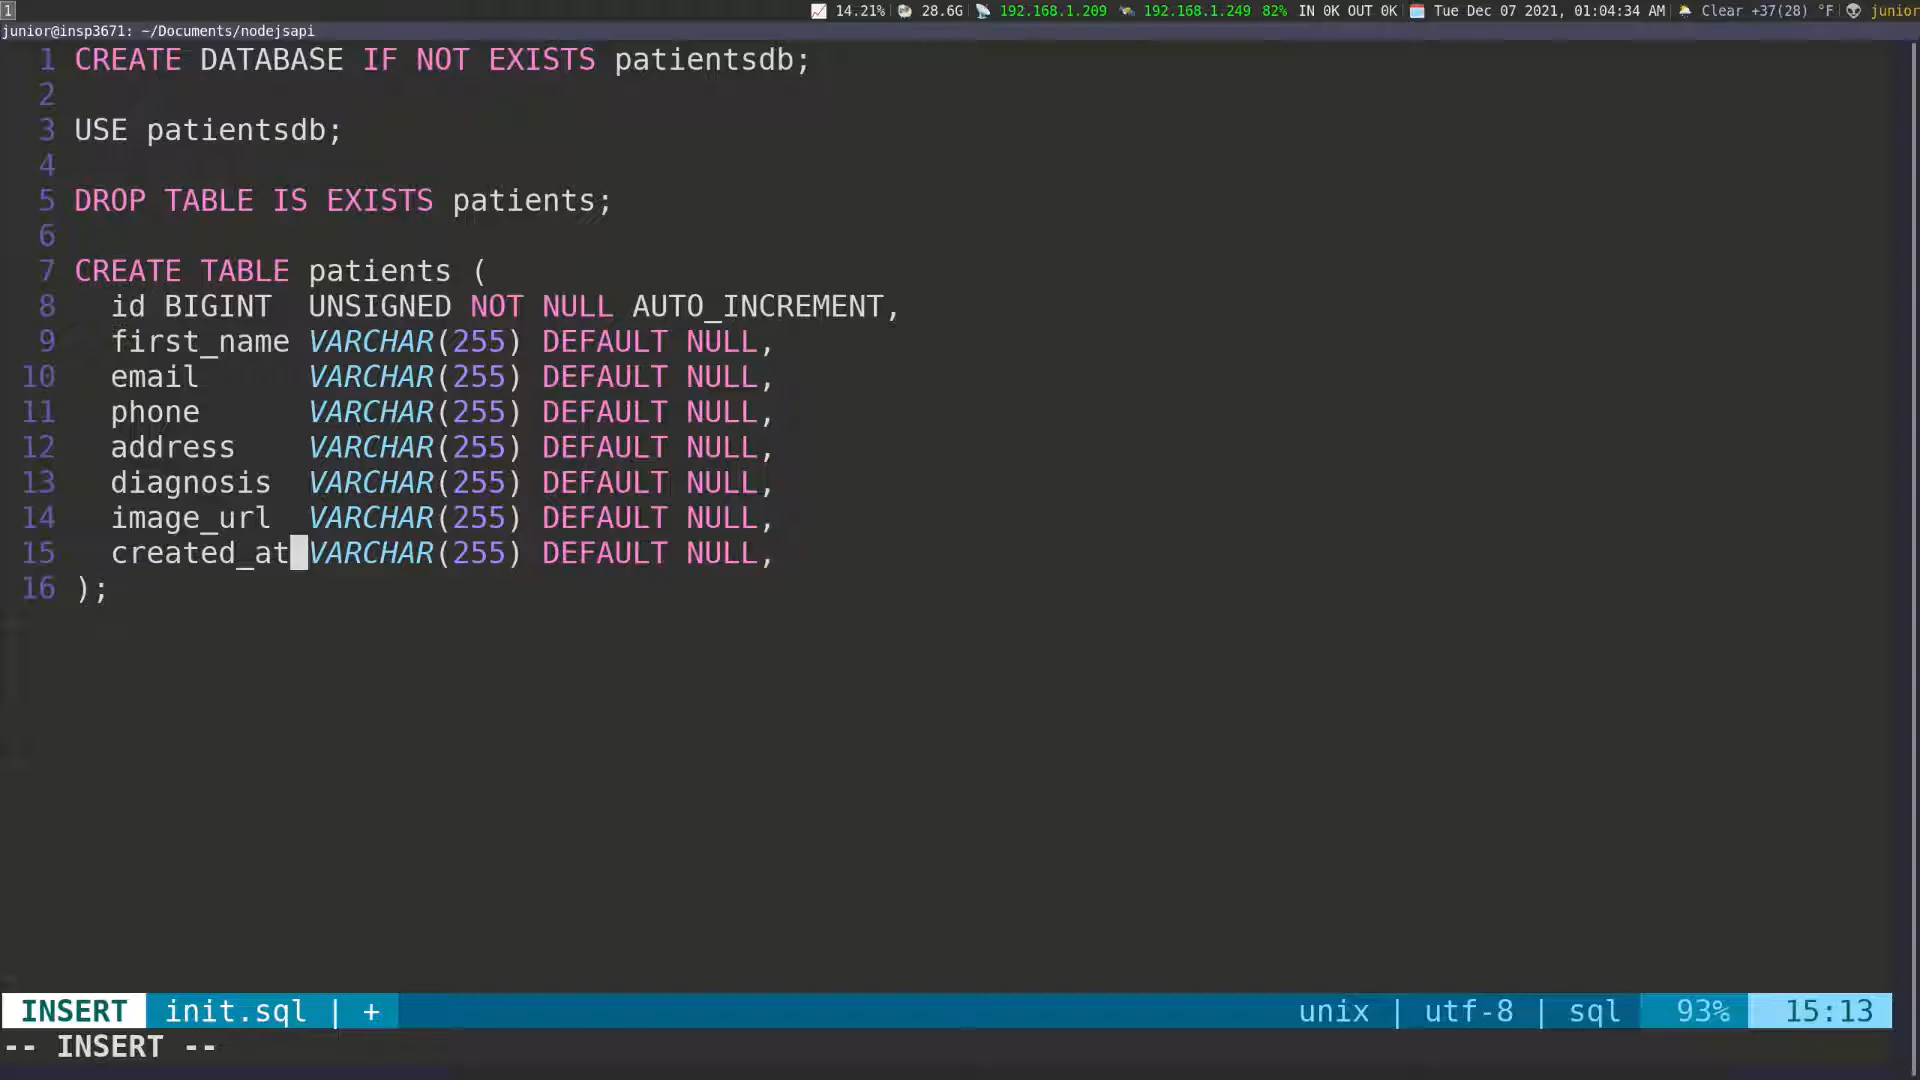 1 14.21% 28.6G 192.168.1.209 192.168.1.249 82% IN 0K OUT 0K Tue Dec 07 2021, 01:04:34 AM Clear +37(28) °F junior
junior@insp3671: ~/Documents/nodejsapi
1 CREATE DATABASE IF NOT EXISTS patientsdb;
2
3 USE patientsdb;
4
5 DROP TABLE IS EXISTS patients;
6
7 CREATE TABLE patients (
8   id BIGINT  UNSIGNED NOT NULL AUTO_INCREMENT,
9   first_name VARCHAR(255) DEFAULT NULL,
10   email      VARCHAR(255) DEFAULT NULL,
11   phone      VARCHAR(255) DEFAULT NULL,
12   address    VARCHAR(255) DEFAULT NULL,
13   diagnosis  VARCHAR(255) DEFAULT NULL,
14   image_url  VARCHAR(255) DEFAULT NULL,
15   created_at VARCHAR(255) DEFAULT NULL,
16 );
INSERT init.sql | + unix | utf-8 | sql 93% 15:13
-- INSERT --